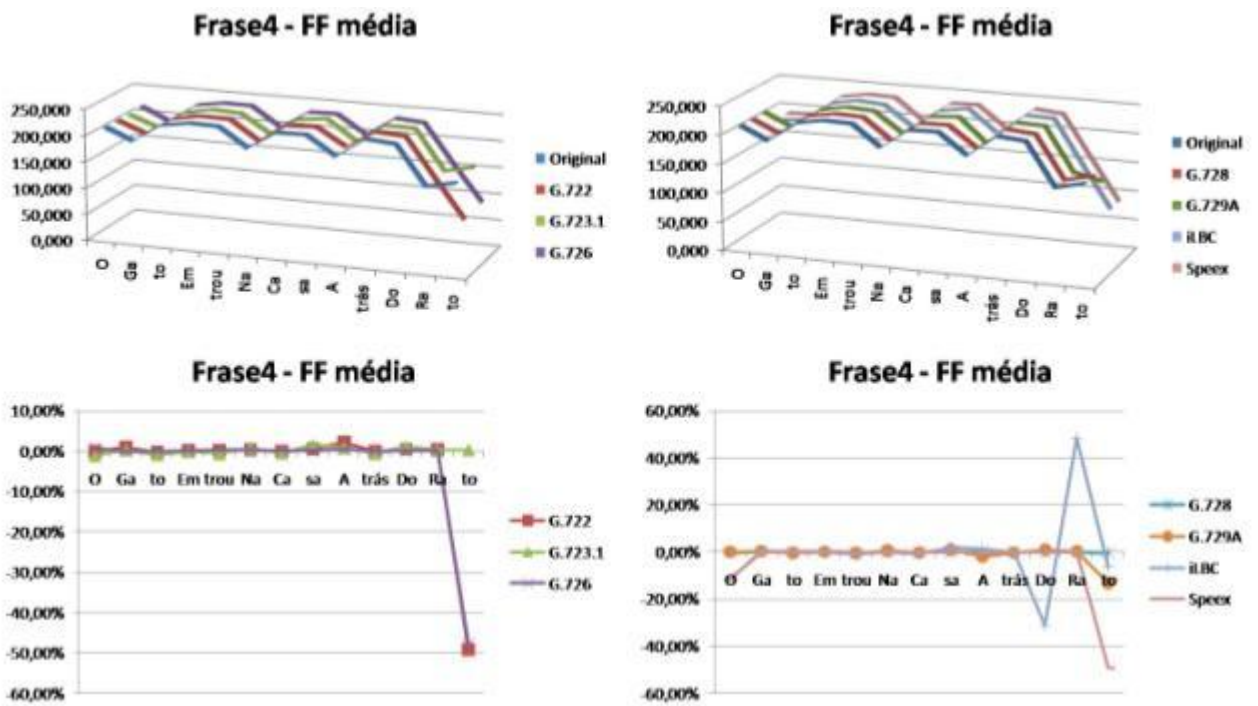 Frase4 - FF média
250,000
200,000
150,000
100,000
50,000
0,000
O
Ga
to
Em
trou
Na
Ca
sa
A
trás
Do
Ra
to
Original
G.722
G.723.1
G.726
Frase4 - FF média
250,000
200,000
150,000
100,000
50,000
0,000
O
Ga
to
Em
trou
Na
Ca
sa
A
trás
Do
Ra
to
Original
G.728
G.729A
iLBC
Speex
Frase4 - FF média
10,00%
0,00%
-10,00%
-20,00%
-30,00%
-40,00%
-50,00%
-60,00%
O Ga to Em trou Na Ca sa A trás Do Ra to
G.722
G.723.1
G.726
Frase4 - FF média
60,00%
40,00%
20,00%
0,00%
-20,00%
-40,00%
-60,00%
O Ga to Em trou Na Ca sa A trás Do Ra to
G.728
G.729A
iLBC
Speex